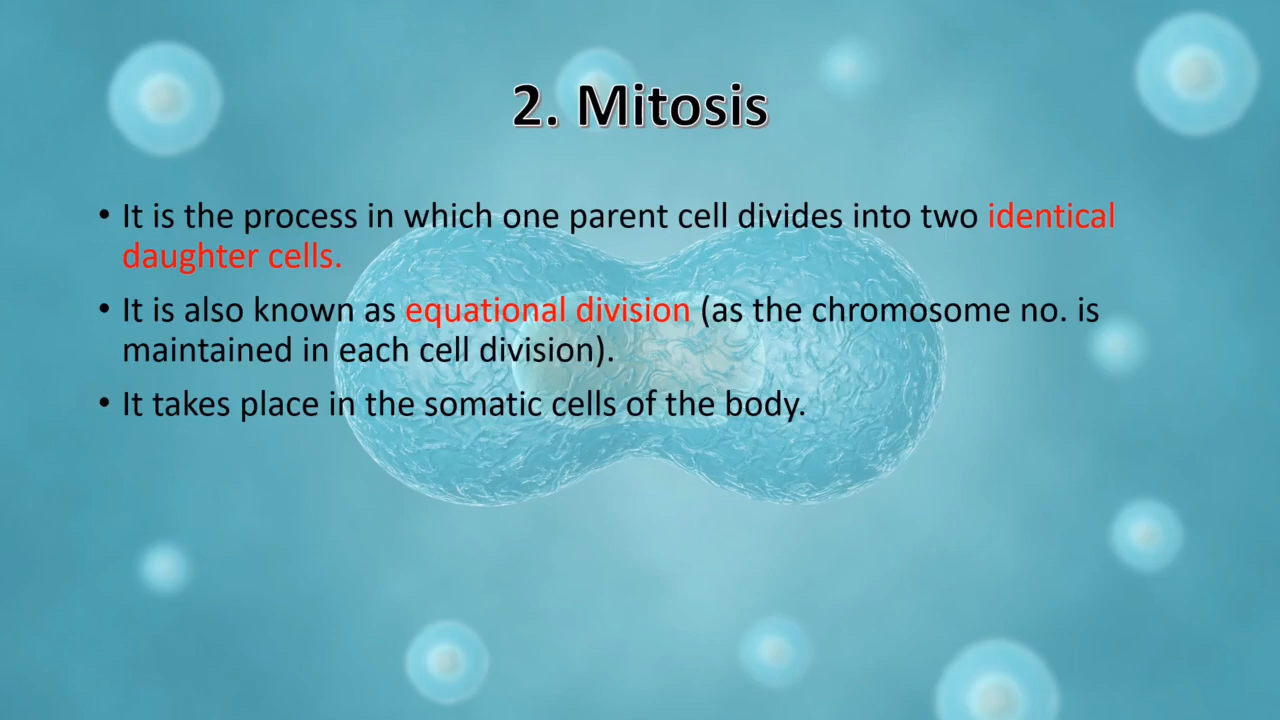 2. Mitosis
• It is the process in which one parent cell divides into two identical
daughter cells.
• It is also known as equational division (as the chromosome no. is
maintained in each cell division).
• It takes place in the somatic cells of the body.